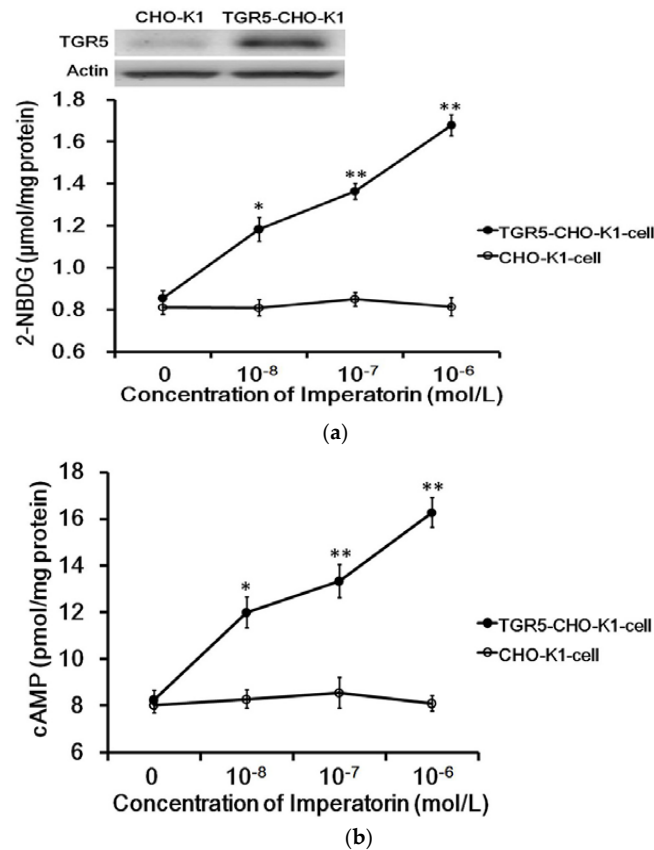 CHO-K1 TGR5-CHO-K1
TGR5
Actin
1.8
1.6
1.4
1.2
1.0
0.8
0.6
2-NBDG (µmol/mg protein)
*
**
**
TGR5-CHO-K1-cell
CHO-K1-cell
0 10⁻⁸ 10⁻⁷ 10⁻⁶
Concentration of Imperatorin (mol/L)
(a)
18
16
14
12
10
8
6
cAMP (pmol/mg protein)
*
**
**
TGR5-CHO-K1-cell
CHO-K1-cell
0 10⁻⁸ 10⁻⁷ 10⁻⁶
Concentration of Imperatorin (mol/L)
(b)